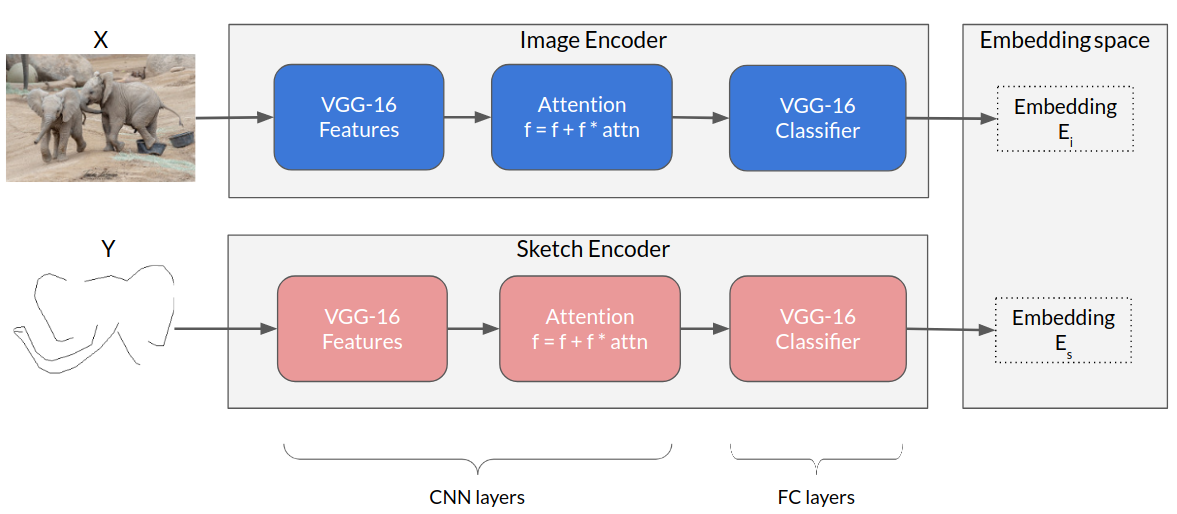 X
Image Encoder
VGG-16
Features
Attention
f = f + f * attn
VGG-16
Classifier
Embedding space
Embedding
E_i
Y
Sketch Encoder
VGG-16
Features
Attention
f = f + f * attn
VGG-16
Classifier
Embedding
E_s
CNN layers
FC layers